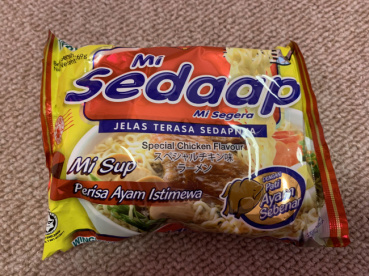 Mi
Sedaap
Mi Segera
JELAS TERASA SEDAPNYA
Special Chicken Flavour
スペシャルチキン味
ラーメン
Mi Sup
Perisa Ayam Istimewa
Pati
Ayam
Sebenar
WING